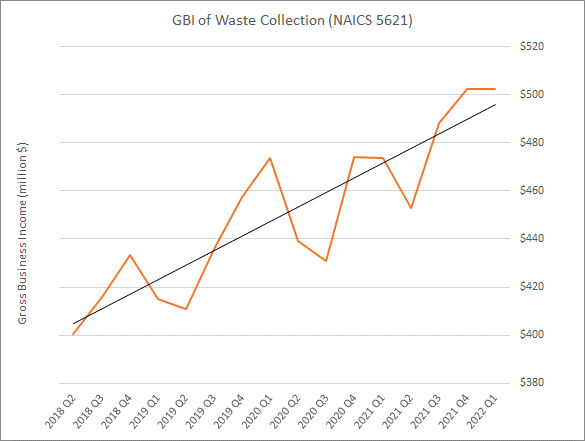 GBI of Waste Collection (NAICS 5621)
$520
$500
$480
$460
$440
$420
$400
$380
Gross Business Income (million $)
2018 Q2
2018 Q3
2018 Q4
2019 Q1
2019 Q2
2019 Q3
2019 Q4
2020 Q1
2020 Q2
2020 Q3
2020 Q4
2021 Q1
2021 Q2
2021 Q3
2021 Q4
2022 Q1